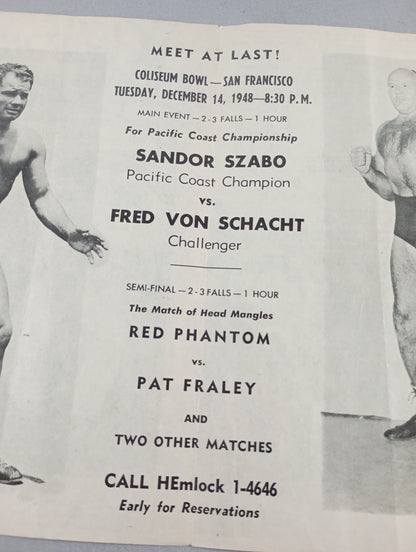 MEET AT LAST!
COLISEUM BOWL—SAN FRANCISCO
TUESDAY, DECEMBER 14, 1948—8:30 P.M.
MAIN EVENT — 2-3 FALLS — 1 HOUR
For Pacific Coast Championship
SANDOR SZABO
Pacific Coast Champion
vs.
FRED VON SCHACHT
Challenger
SEMI-FINAL — 2-3 FALLS — 1 HOUR
The Match of Head Mangles
RED PHANTOM
vs.
PAT FRALEY
AND
TWO OTHER MATCHES
CALL HEmlock 1-4646
Early for Reservations